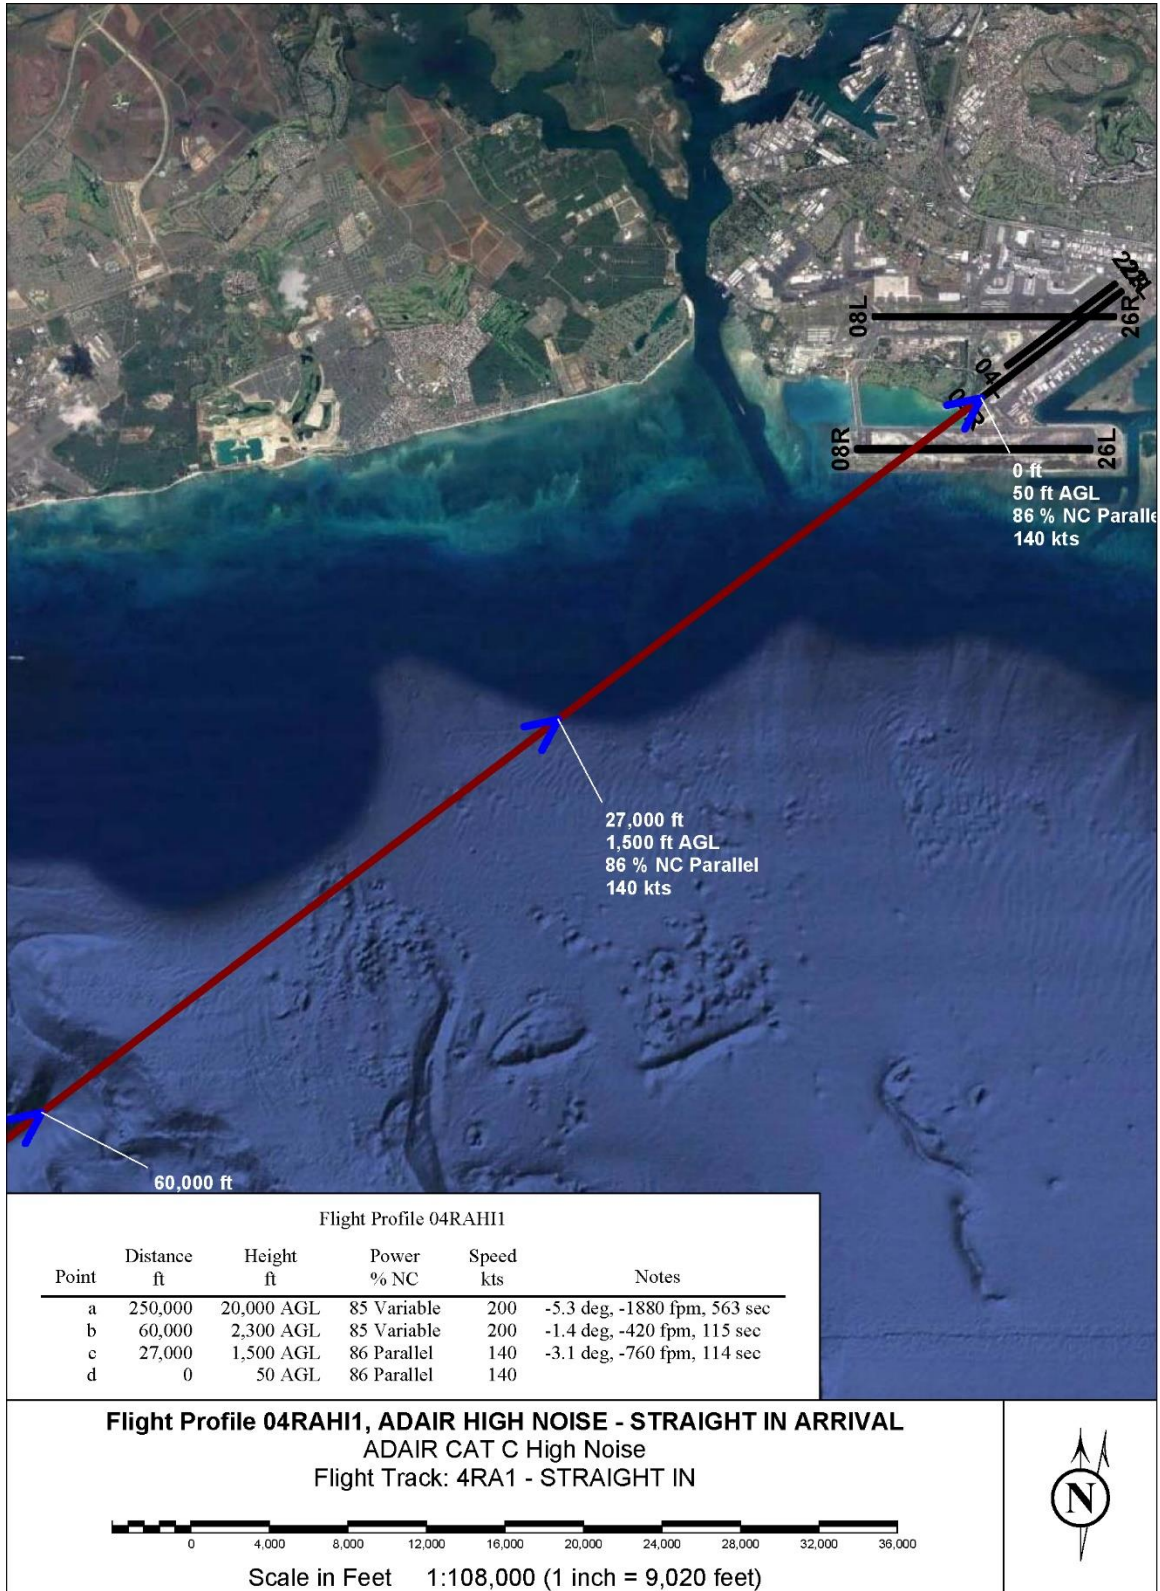 08L
26R
04L
08R
26L
0 ft
50 ft AGL
86 % NC Paralle
140 kts
27,000 ft
1,500 ft AGL
86 % NC Parallel
140 kts
60,000 ft
Flight Profile 04RAHI1
Point Distance ft Height ft Power % NC Speed kts Notes
a 250,000 20,000 AGL 85 Variable 200 -5.3 deg, -1880 fpm, 563 sec
b 60,000 2,300 AGL 85 Variable 200 -1.4 deg, -420 fpm, 115 sec
c 27,000 1,500 AGL 86 Parallel 140 -3.1 deg, -760 fpm, 114 sec
d 0 50 AGL 86 Parallel 140
Flight Profile 04RAHI1, ADAIR HIGH NOISE - STRAIGHT IN ARRIVAL
ADAIR CAT C High Noise
Flight Track: 4RA1 - STRAIGHT IN
0 4,000 8,000 12,000 16,000 20,000 24,000 28,000 32,000 36,000
Scale in Feet 1:108,000 (1 inch = 9,020 feet)
N